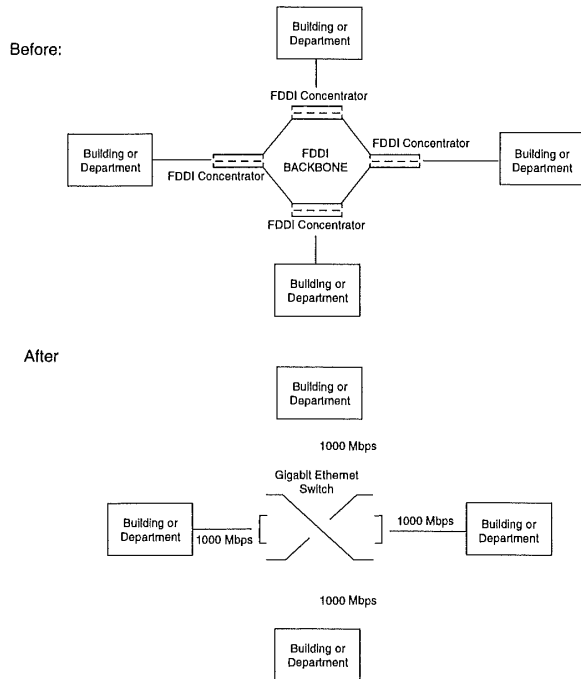 Before:
Building or
Department
FDDI Concentrator
Building or
Department
FDDI Concentrator
FDDI
BACKBONE
FDDI Concentrator
Building or
Department
FDDI Concentrator
Building or
Department
After
Building or
Department
1000 Mbps
Gigabit Ethernet
Switch
Building or
Department
1000 Mbps
1000 Mbps
Building or
Department
1000 Mbps
Building or
Department